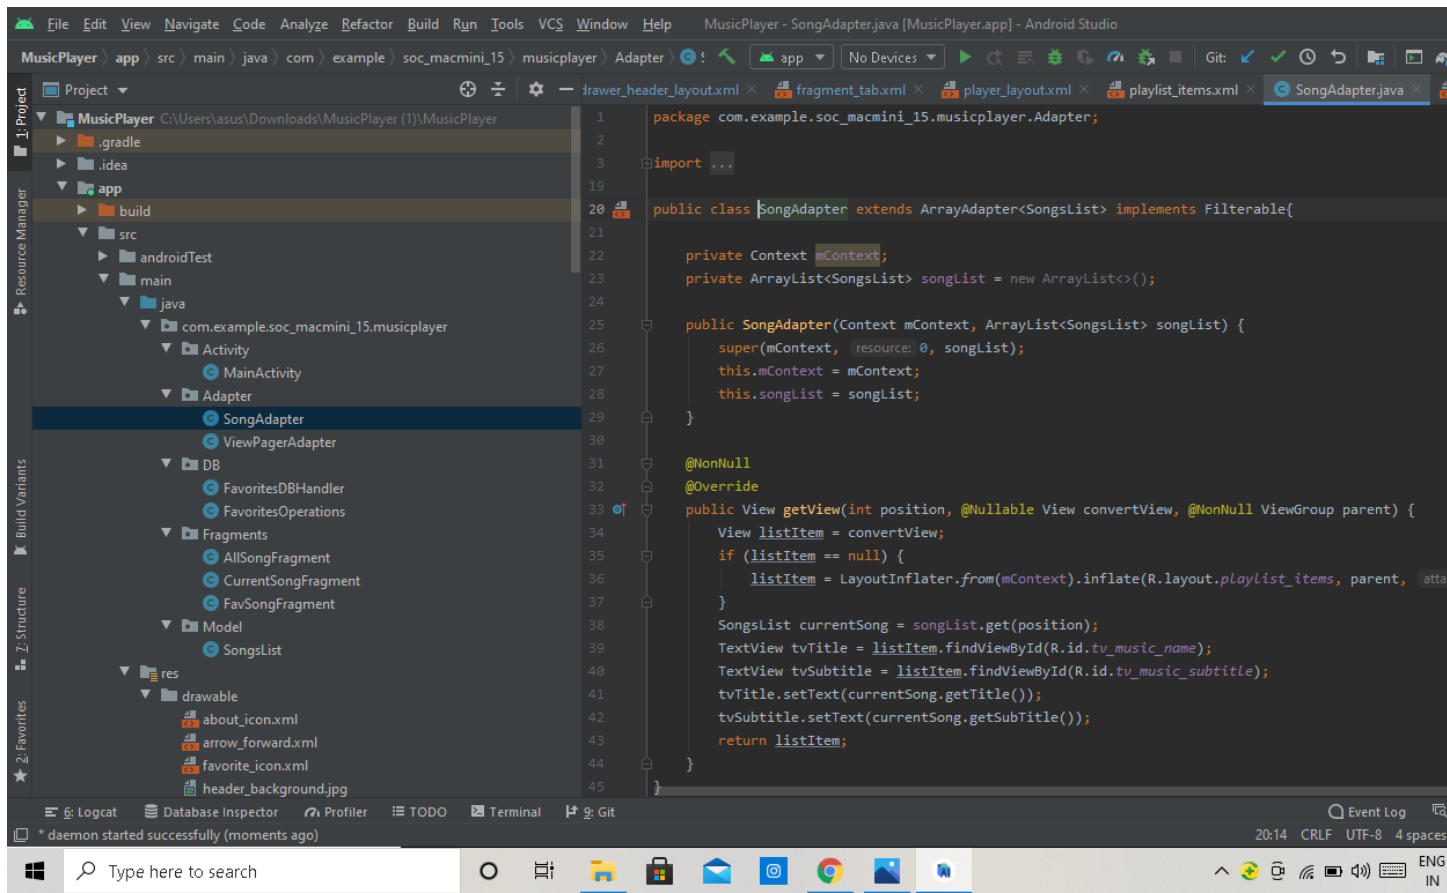 File Edit View Navigate Code Analyze Refactor Build Run Tools VCS Window Help MusicPlayer - SongAdapter.java [MusicPlayer.app] - Android Studio
MusicPlayer app src main java com example soc_macmini_15 musicplayer Adapter app No Devices Git:
Project drawer_header_layout.xml fragment_tab.xml player_layout.xml playlist_items.xml SongAdapter.java
1: Project
Resource Manager
Build Variants
7: Structure
2: Favorites
MusicPlayer C:\Users\asus\Downloads\MusicPlayer (1)\MusicPlayer
.gradle
.idea
app
build
src
androidTest
main
java
com.example.soc_macmini_15.musicplayer
Activity
MainActivity
Adapter
SongAdapter
ViewPagerAdapter
DB
FavoritesDBHandler
FavoritesOperations
Fragments
AllSongFragment
CurrentSongFragment
FavSongFragment
Model
SongsList
res
drawable
about_icon.xml
arrow_forward.xml
favorite_icon.xml
header_background.jpg
1 package com.example.soc_macmini_15.musicplayer.Adapter;
2
3 import ...
19
20 public class SongAdapter extends ArrayAdapter<SongsList> implements Filterable{
21
22 private Context mContext;
23 private ArrayList<SongsList> songList = new ArrayList<>();
24
25 public SongAdapter(Context mContext, ArrayList<SongsList> songList) {
26 super(mContext, resource: 0, songList);
27 this.mContext = mContext;
28 this.songList = songList;
29 }
30
31 @NonNull
32 @Override
33 public View getView(int position, @Nullable View convertView, @NonNull ViewGroup parent) {
34 View listItem = convertView;
35 if (listItem == null) {
36 listItem = LayoutInflater.from(mContext).inflate(R.layout.playlist_items, parent, atta
37 }
38 SongsList currentSong = songList.get(position);
39 TextView tvTitle = listItem.findViewById(R.id.tv_music_name);
40 TextView tvSubtitle = listItem.findViewById(R.id.tv_music_subtitle);
41 tvTitle.setText(currentSong.getTitle());
42 tvSubtitle.setText(currentSong.getSubTitle());
43 return listItem;
44 }
45 }
6: Logcat Database Inspector Profiler TODO Terminal 9: Git Event Log
* daemon started successfully (moments ago) 20:14 CRLF UTF-8 4 spaces
Type here to search ENG
IN